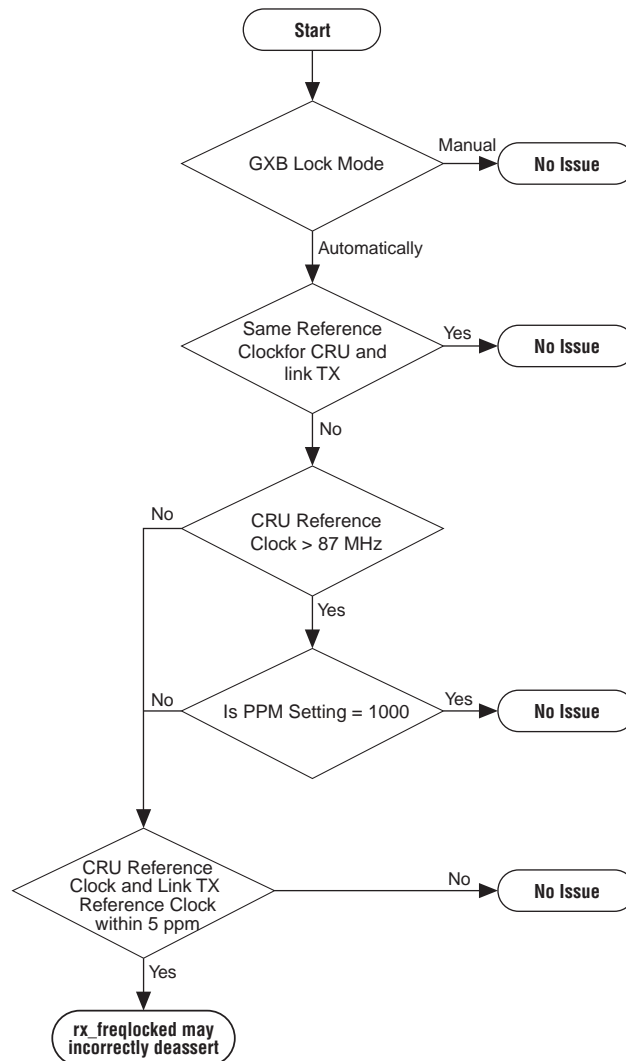 Start
GXB Lock Mode
Manual
No Issue
Automatically
Same Reference
Clockfor CRU and
link TX
Yes
No Issue
No
No
CRU Reference
Clock > 87 MHz
Yes
No
Is PPM Setting = 1000
Yes
No Issue
CRU Reference
Clock and Link TX
Reference Clock
within 5 ppm
No
No Issue
Yes
rx_freqlocked may
incorrectly deassert